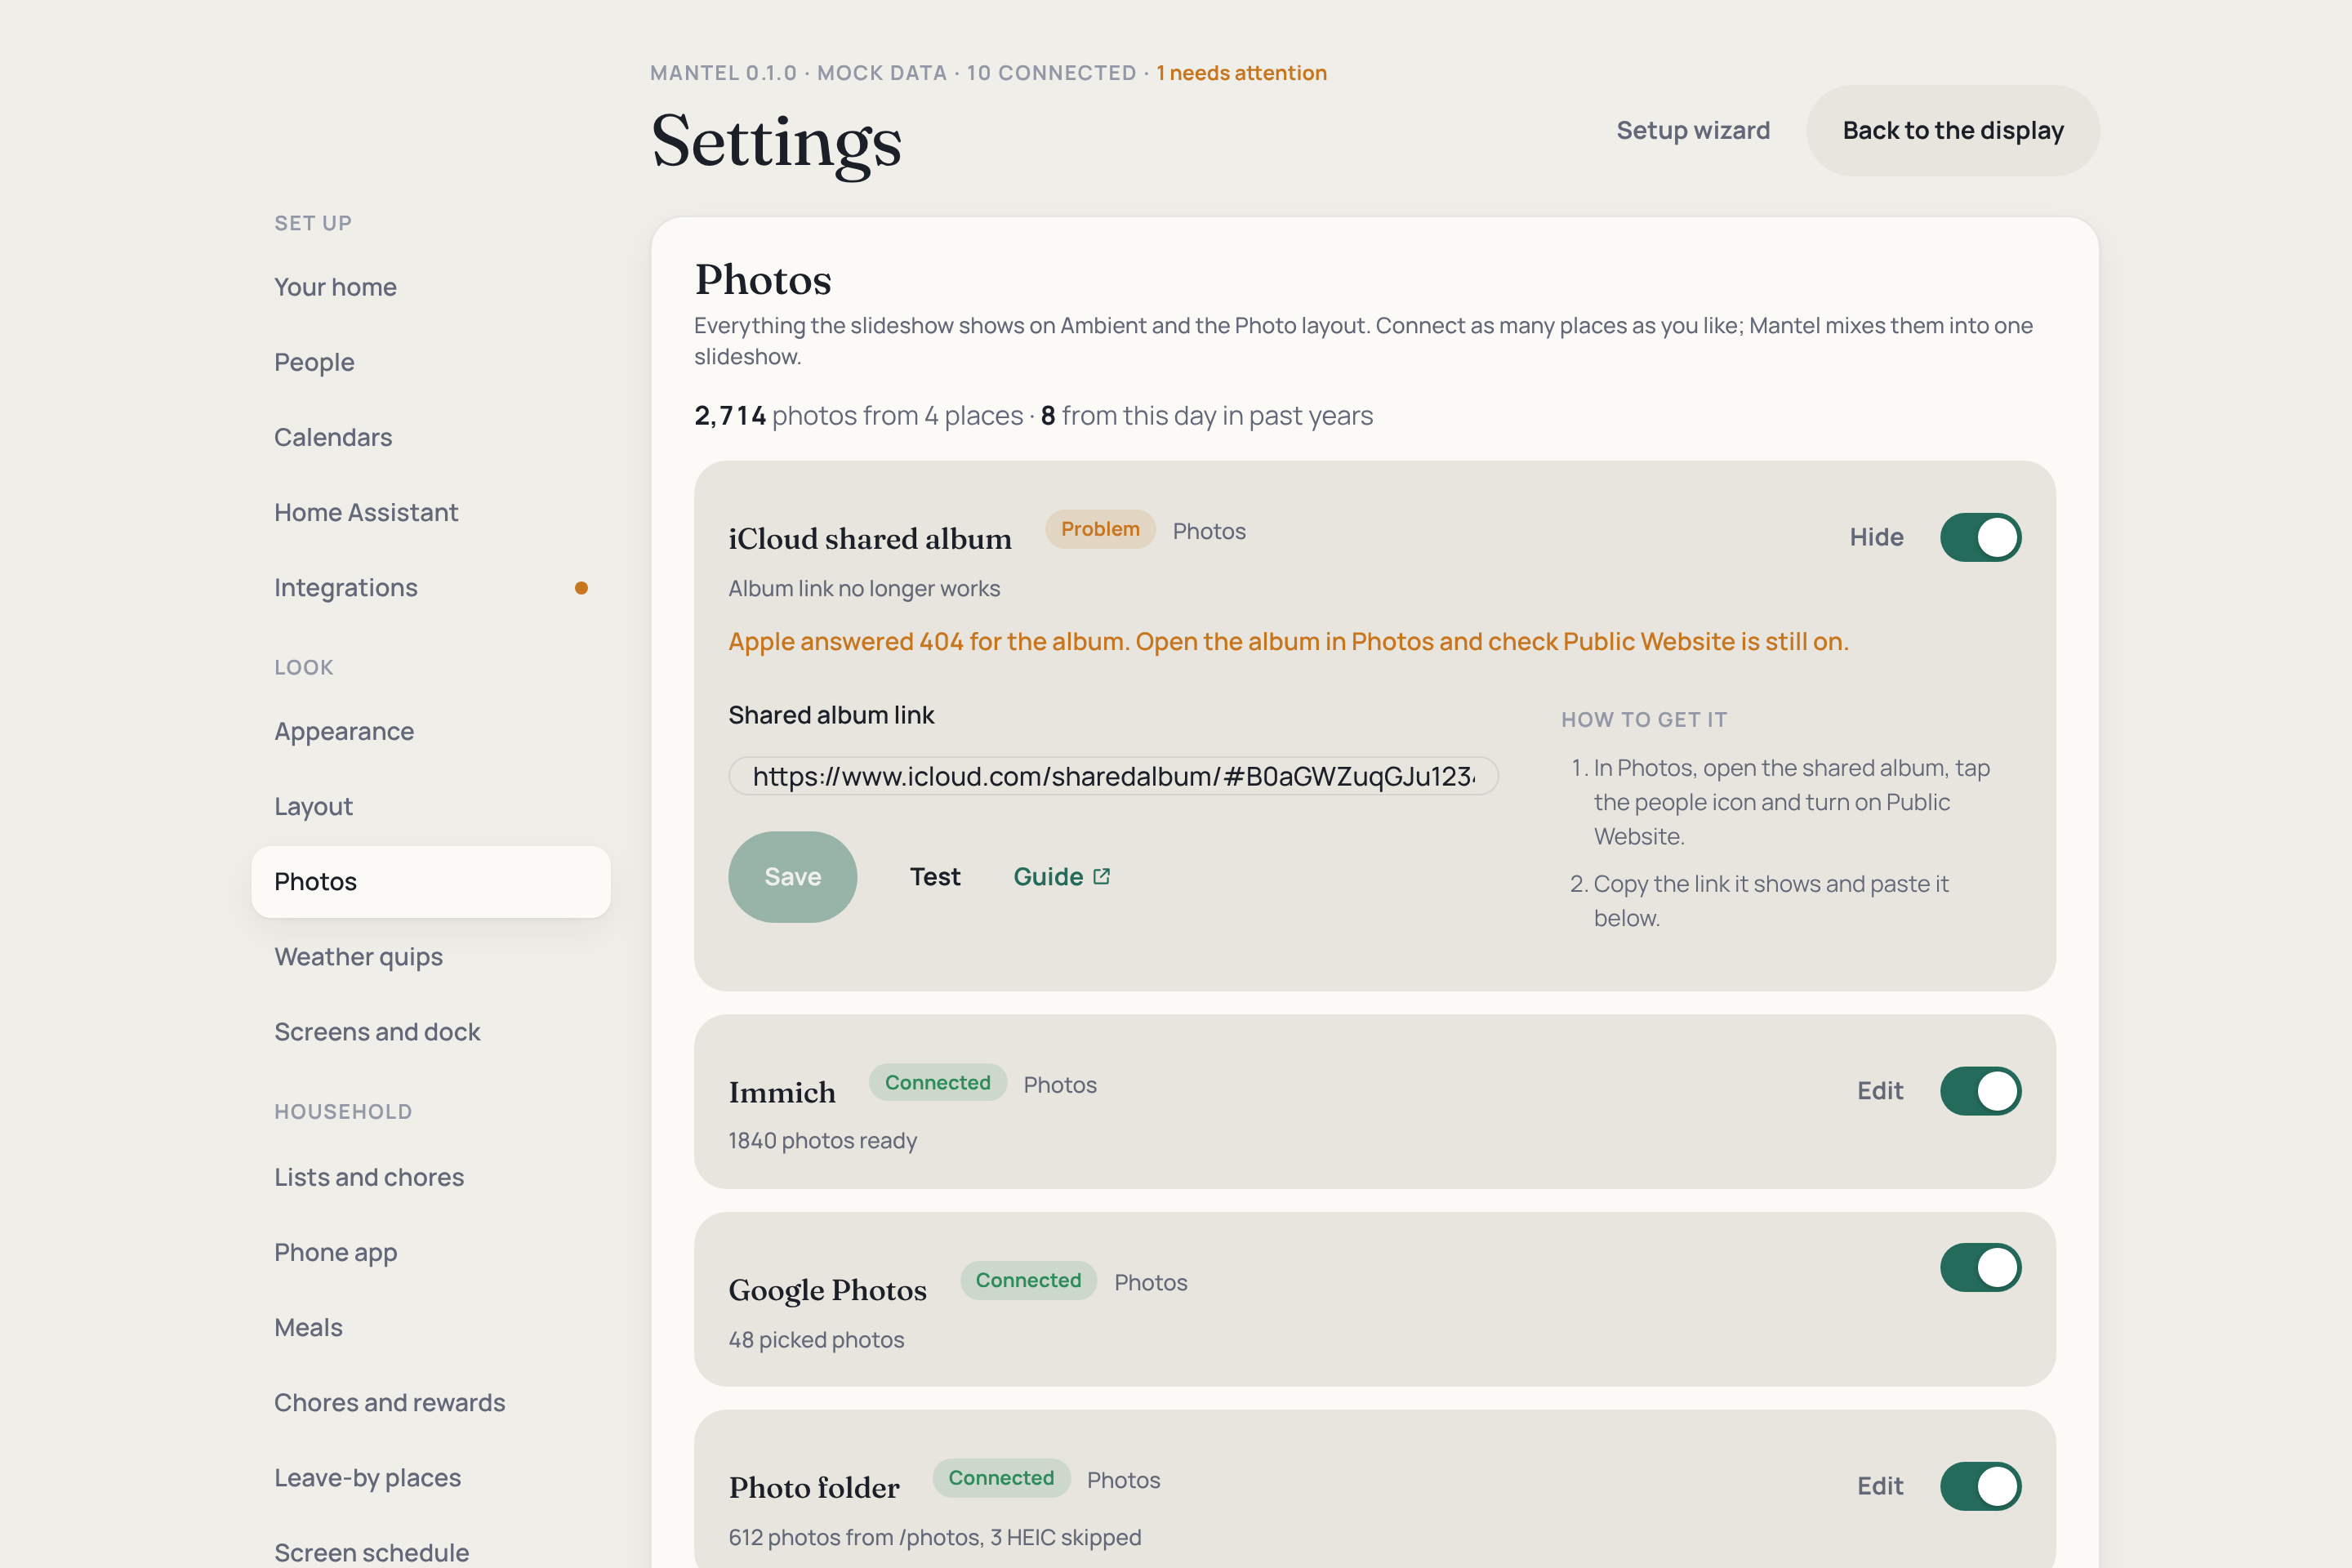 MANTEL 0.1.0 · MOCK DATA · 10 CONNECTED · 1 needs attention
Settings
Setup wizard
Back to the display
SET UP
Your home
People
Calendars
Home Assistant
Integrations
LOOK
Appearance
Layout
Photos
Weather quips
Screens and dock
HOUSEHOLD
Lists and chores
Phone app
Meals
Chores and rewards
Leave-by places
Screen schedule
Photos
Everything the slideshow shows on Ambient and the Photo layout. Connect as many places as you like; Mantel mixes them into one
slideshow.
2,714 photos from 4 places · 8 from this day in past years
iCloud shared album Problem Photos
Hide
Album link no longer works
Apple answered 404 for the album. Open the album in Photos and check Public Website is still on.
Shared album link
https://www.icloud.com/sharedalbum/#B0aGWZuqGJu123
Save Test Guide
HOW TO GET IT
1. In Photos, open the shared album, tap
the people icon and turn on Public
Website.
2. Copy the link it shows and paste it
below.
Immich Connected Photos
Edit
1840 photos ready
Google Photos Connected Photos
48 picked photos
Photo folder Connected Photos
Edit
612 photos from /photos, 3 HEIC skipped